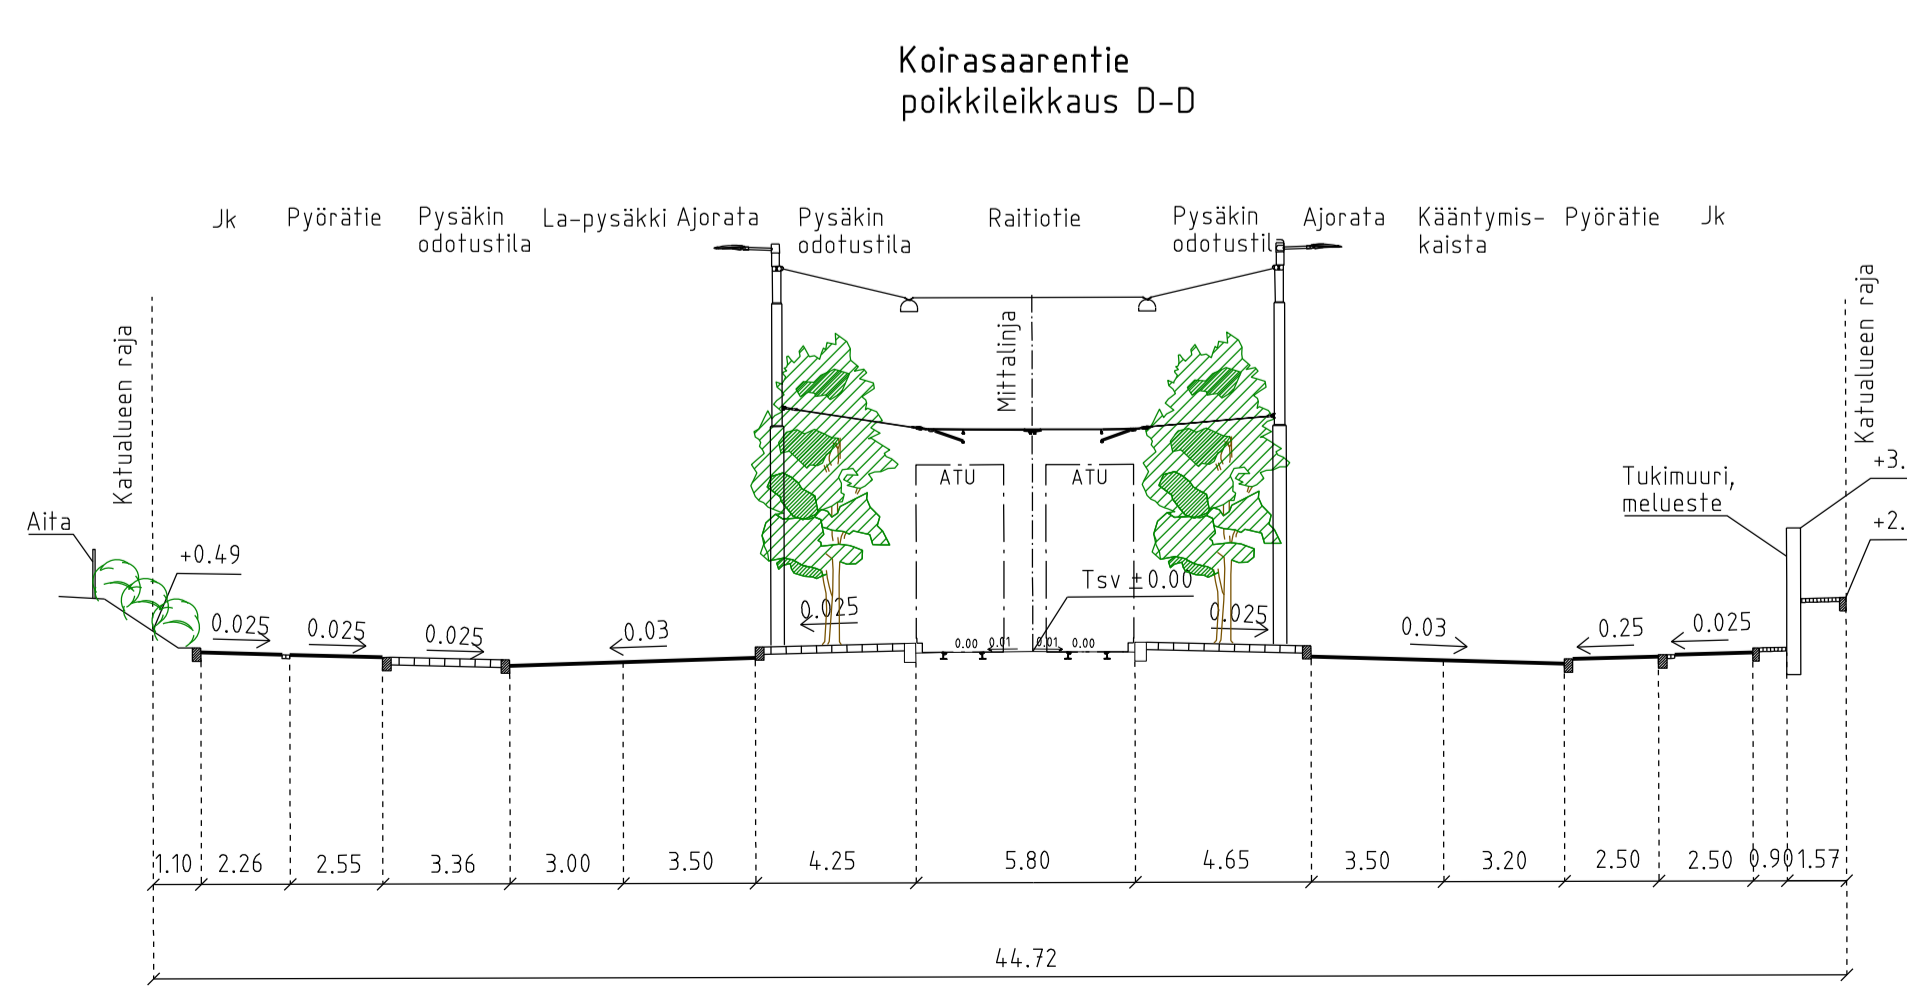 Koirasaarentie
poikkileikkaus D-D
Jk
Pyörätie
Pysäkin
odotustila
La-pysäkki
Ajorata
Pysäkin
odotustila
Raitiotie
Pysäkin
odotustila
Ajorata
Kääntymis-
kaista
Pyörätie
Jk
Katualueen raja
Mittalinja
Katualueen raja
ATU
ATU
Tukimuuri,
melueste
+3.
+2.
Aita
+0.49
Tsv ±0.00
0.025
0.025
0.025
0.03
0.025
0.00
0.01
0.01
0.00
0.025
0.03
0.25
0.025
1.10
2.26
2.55
3.36
3.00
3.50
4.25
5.80
4.65
3.50
3.20
2.50
2.50
0.90
1.57
44.72